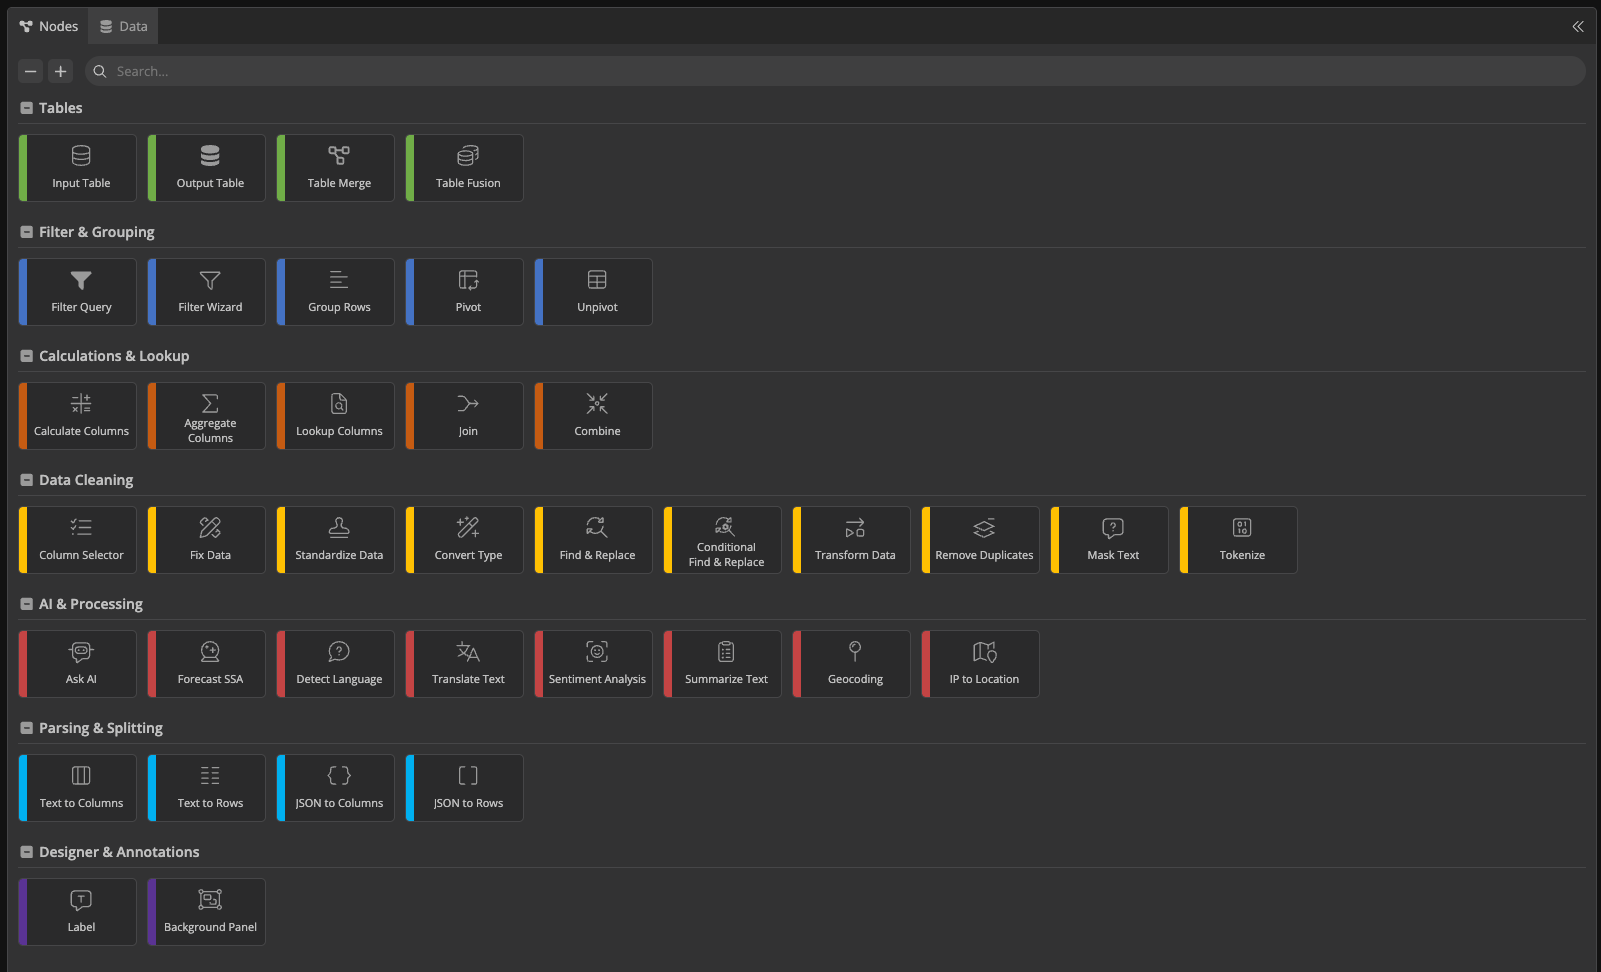 Nodes
Data
Search...
Tables
Input Table
Output Table
Table Merge
Table Fusion
Filter & Grouping
Filter Query
Filter Wizard
Group Rows
Pivot
Unpivot
Calculations & Lookup
Calculate Columns
Aggregate
Columns
Lookup Columns
Join
Combine
Data Cleaning
Column Selector
Fix Data
Standardize Data
Convert Type
Find & Replace
Conditional
Find & Replace
Transform Data
Remove Duplicates
Mask Text
Tokenize
AI & Processing
Ask AI
Forecast SSA
Detect Language
Translate Text
Sentiment Analysis
Summarize Text
Geocoding
IP to Location
Parsing & Splitting
Text to Columns
Text to Rows
JSON to Columns
JSON to Rows
Designer & Annotations
Label
Background Panel